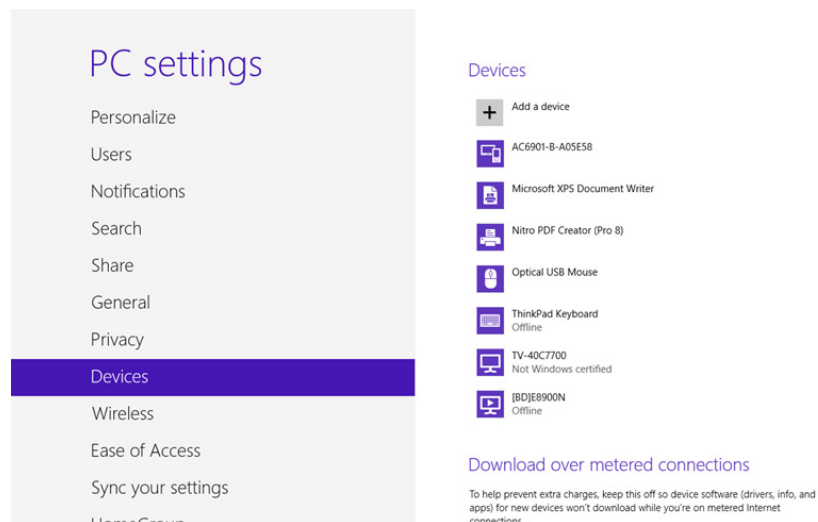 PC settings
Personalize
Users
Notifications
Search
Share
General
Privacy
Devices
Wireless
Ease of Access
Sync your settings
HomeGroup
Devices
Add a device
AC6901-B-A05E58
Microsoft XPS Document Writer
Nitro PDF Creator (Pro 8)
Optical USB Mouse
ThinkPad Keyboard
Offline
TV-40C7700
Not Windows certified
[BD]E8900N
Offline
Download over metered connections
To help prevent extra charges, keep this off so device software (drivers, info, and
apps) for new devices won't download while you're on metered Internet
connections.